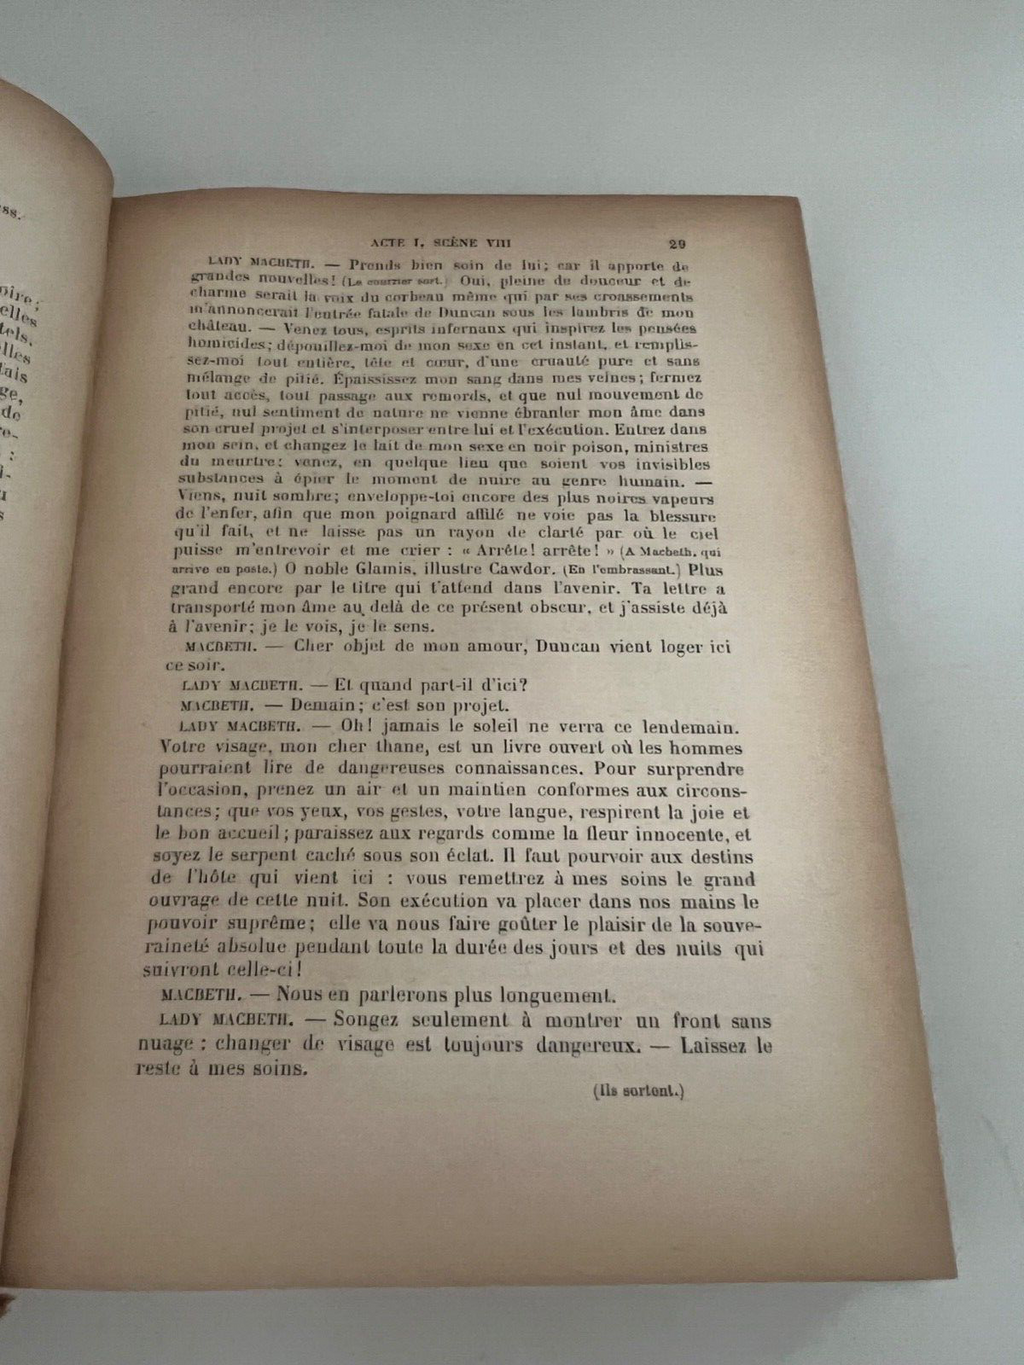 ss.
oire;
elles
tels,
lles
tais
ge,
de
re-
:
l-
s
ACTE I, SCÈNE VIII 29
LADY MACBETH. — Prends bien soin de lui; car il apporte de
grandes nouvelles! (Le courrier sort.) Oui, pleine de douceur et de
charme serait la voix du corbeau même qui par ses croassements
m'annoncerait l'entrée fatale de Duncan sous les lambris de mon
château. — Venez tous, esprits infernaux qui inspirez les pensées
homicides; dépouillez-moi de mon sexe en cet instant, et remplis-
sez-moi tout entière, tête et cœur, d'une cruauté pure et sans
mélange de pitié. Épaississez mon sang dans mes veines; fermez
tout accès, tout passage aux remords, et que nul mouvement de
pitié, nul sentiment de nature ne vienne ébranler mon âme dans
son cruel projet et s'interposer entre lui et l'exécution. Entrez dans
mon sein, et changez le lait de mon sexe en noir poison, ministres
du meurtre; venez, en quelque lieu que soient vos invisibles
substances à épier le moment de nuire au genre humain. —
Viens, nuit sombre; enveloppe-toi encore des plus noires vapeurs
de l'enfer, afin que mon poignard affilé ne voie pas la blessure
qu'il fait, et ne laisse pas un rayon de clarté par où le ciel
puisse m'entrevoir et me crier : « Arrête! arrête! » (A Macbeth, qui
arrive en poste.) O noble Glamis, illustre Cawdor. (En l'embrassant.) Plus
grand encore par le titre qui t'attend dans l'avenir. Ta lettre a
transporté mon âme au delà de ce présent obscur, et j'assiste déjà
à l'avenir; je le vois, je le sens.
MACBETH. — Cher objet de mon amour, Duncan vient loger ici
ce soir.
LADY MACBETH. — Et quand part-il d'ici?
MACBETH. — Demain; c'est son projet.
LADY MACBETH. — Oh! jamais le soleil ne verra ce lendemain.
Votre visage, mon cher thane, est un livre ouvert où les hommes
pourraient lire de dangereuses connaissances. Pour surprendre
l'occasion, prenez un air et un maintien conformes aux circons-
tances; que vos yeux, vos gestes, votre langue, respirent la joie et
le bon accueil; paraissez aux regards comme la fleur innocente, et
soyez le serpent caché sous son éclat. Il faut pourvoir aux destins
de l'hôte qui vient ici : vous remettrez à mes soins le grand
ouvrage de cette nuit. Son exécution va placer dans nos mains le
pouvoir suprême; elle va nous faire goûter le plaisir de la souve-
raineté absolue pendant toute la durée des jours et des nuits qui
suivront celle-ci!
MACBETH. — Nous en parlerons plus longuement.
LADY MACBETH. — Songez seulement à montrer un front sans
nuage : changer de visage est toujours dangereux. — Laissez le
reste à mes soins.
(Ils sortent.)